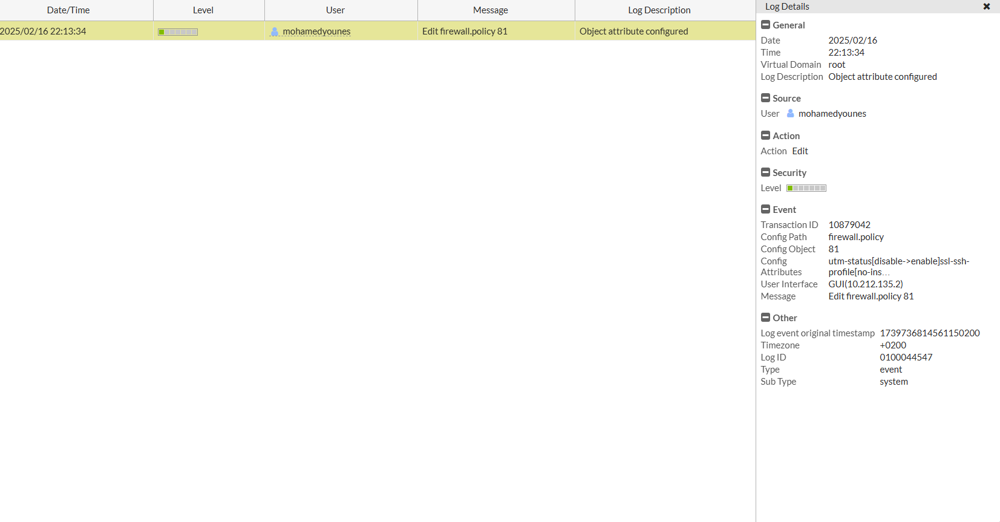 Date/Time Level User Message Log Description
2025/02/16 22:13:34 mohamedyounes Edit firewall.policy 81 Object attribute configured
Log Details
General
Date 2025/02/16
Time 22:13:34
Virtual Domain root
Log Description Object attribute configured
Source
User mohamedyounes
Action
Action Edit
Security
Level
Event
Transaction ID 10879042
Config Path firewall.policy
Config Object 81
Config utm-status[disable->enable]ssl-ssh-
Attributes profile[no-ins...
User Interface GUI(10.212.135.2)
Message Edit firewall.policy 81
Other
Log event original timestamp 1739736814561150200
Timezone +0200
Log ID 0100044547
Type event
Sub Type system